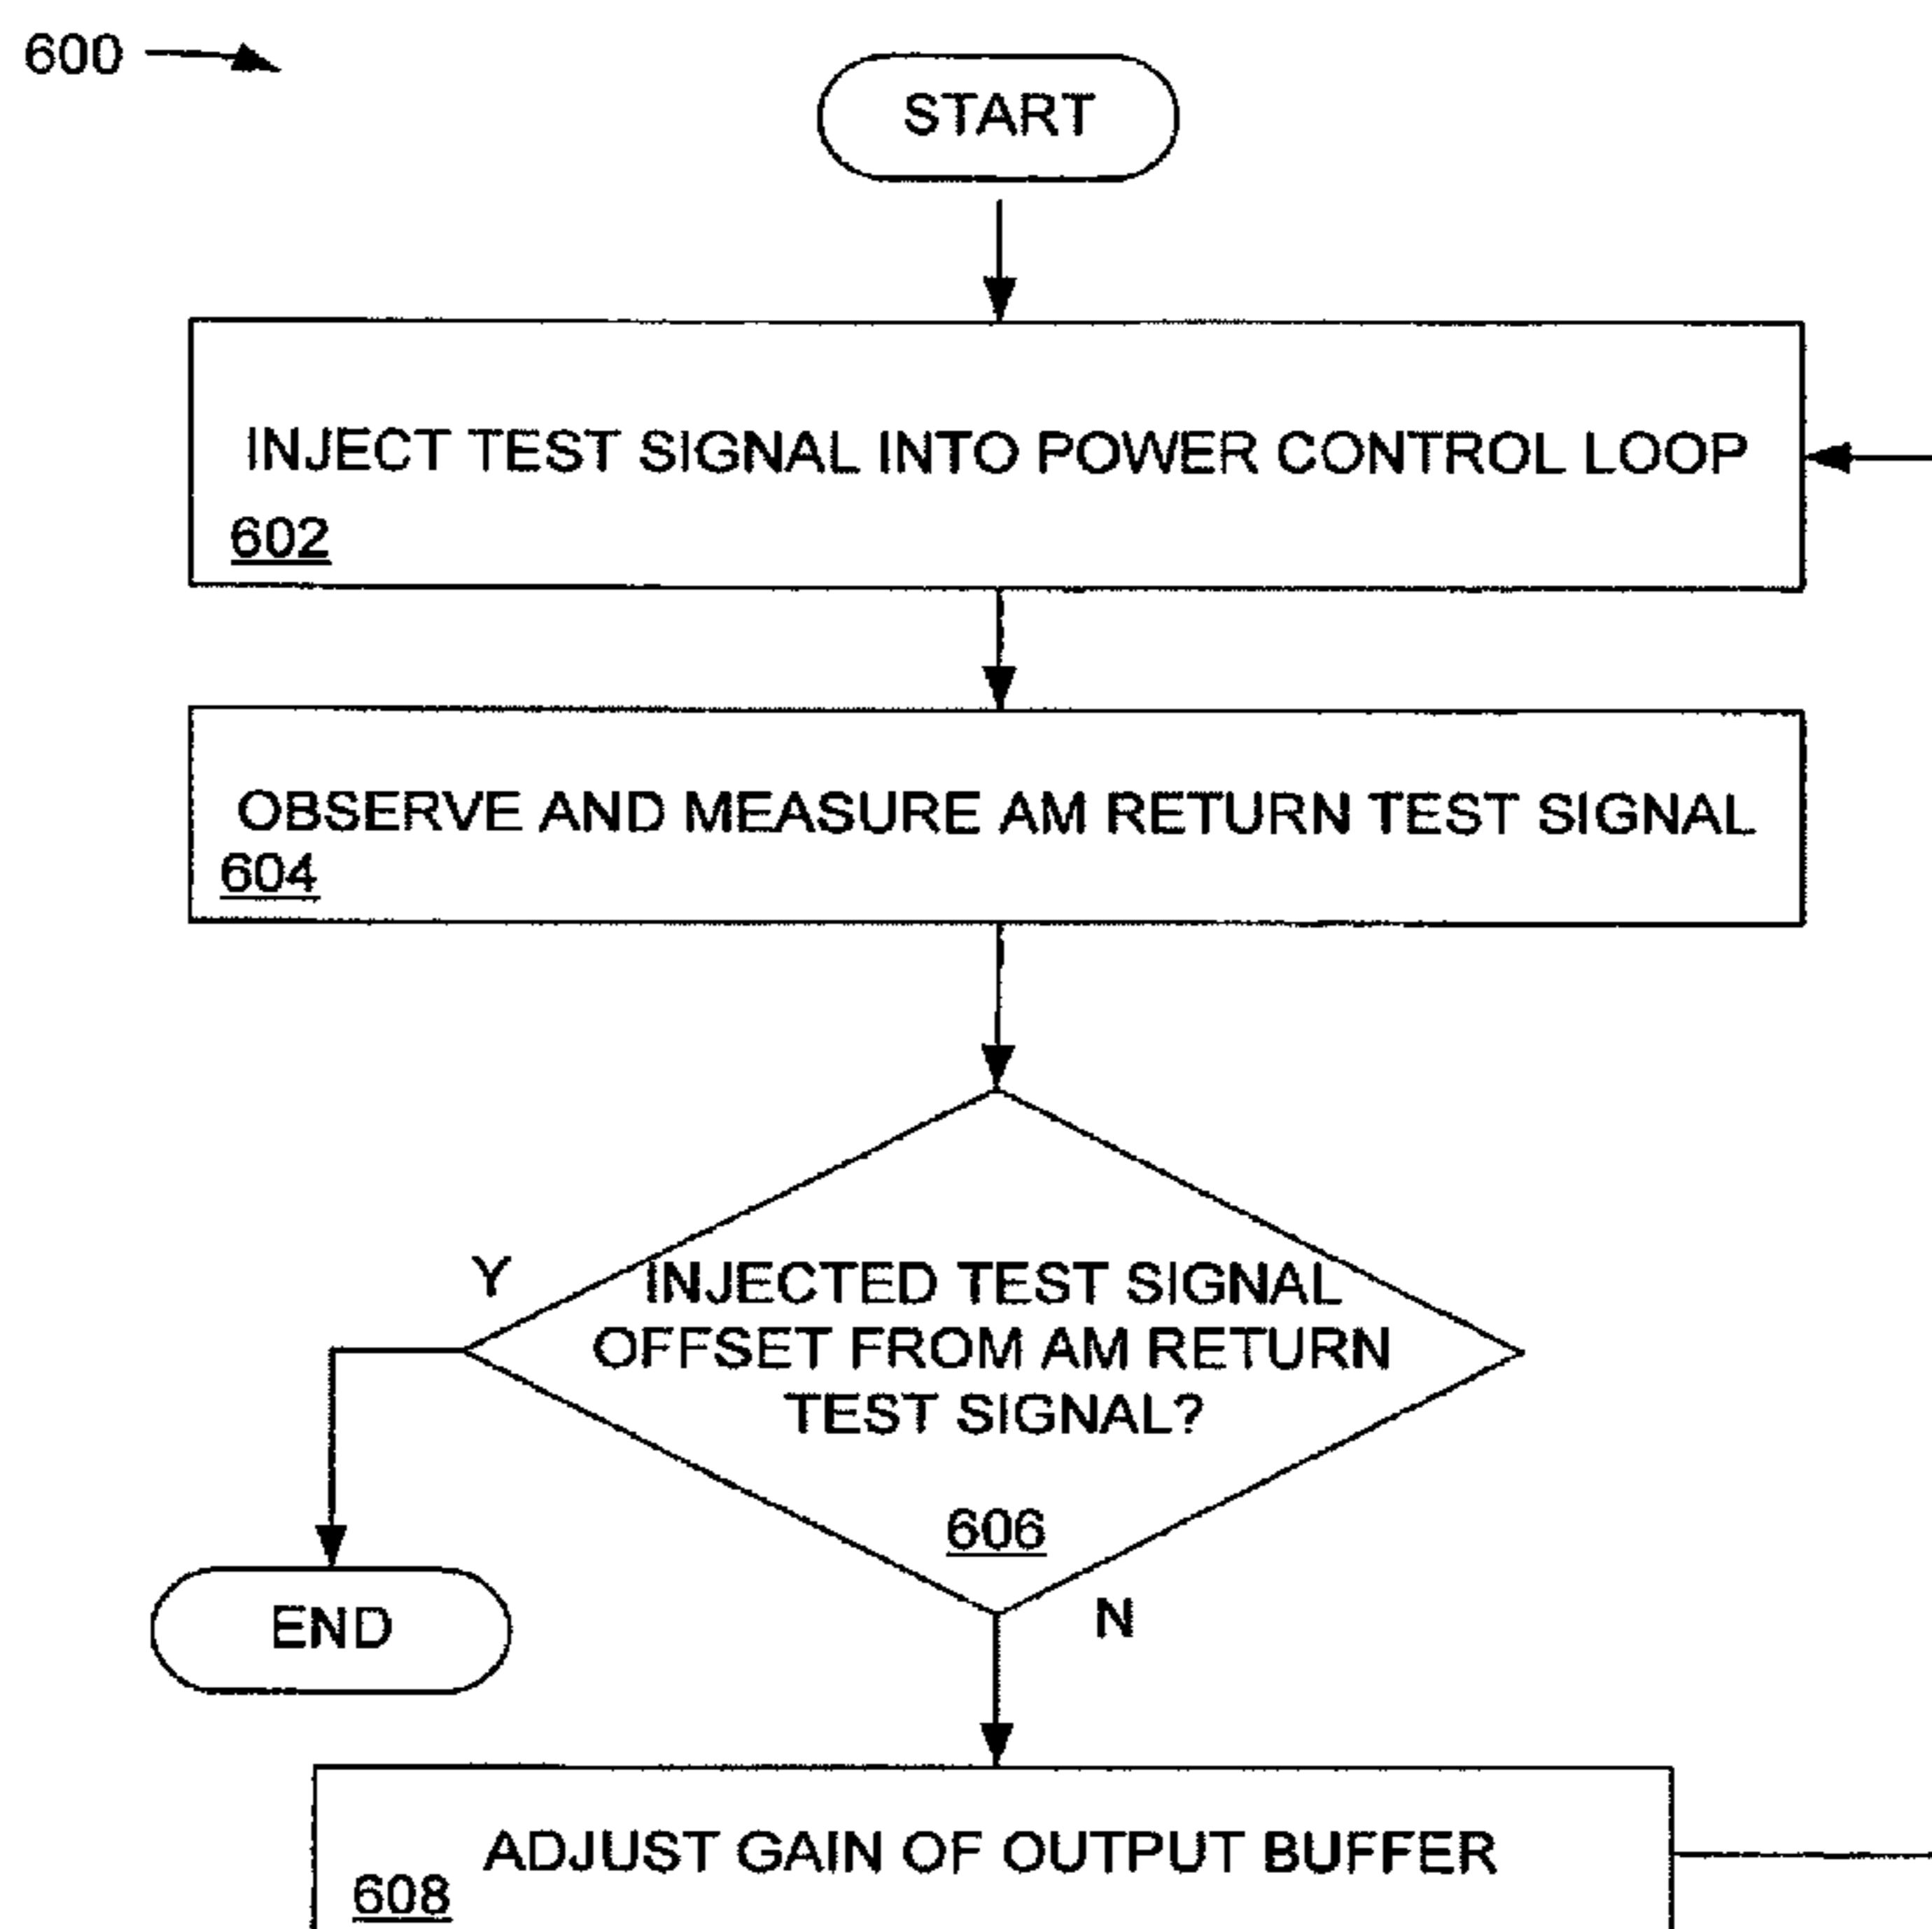 600
START
INJECT TEST SIGNAL INTO POWER CONTROL LOOP
602
OBSERVE AND MEASURE AM RETURN TEST SIGNAL
604
Y
INJECTED TEST SIGNAL
OFFSET FROM AM RETURN
TEST SIGNAL?
606
END
N
ADJUST GAIN OF OUTPUT BUFFER
608